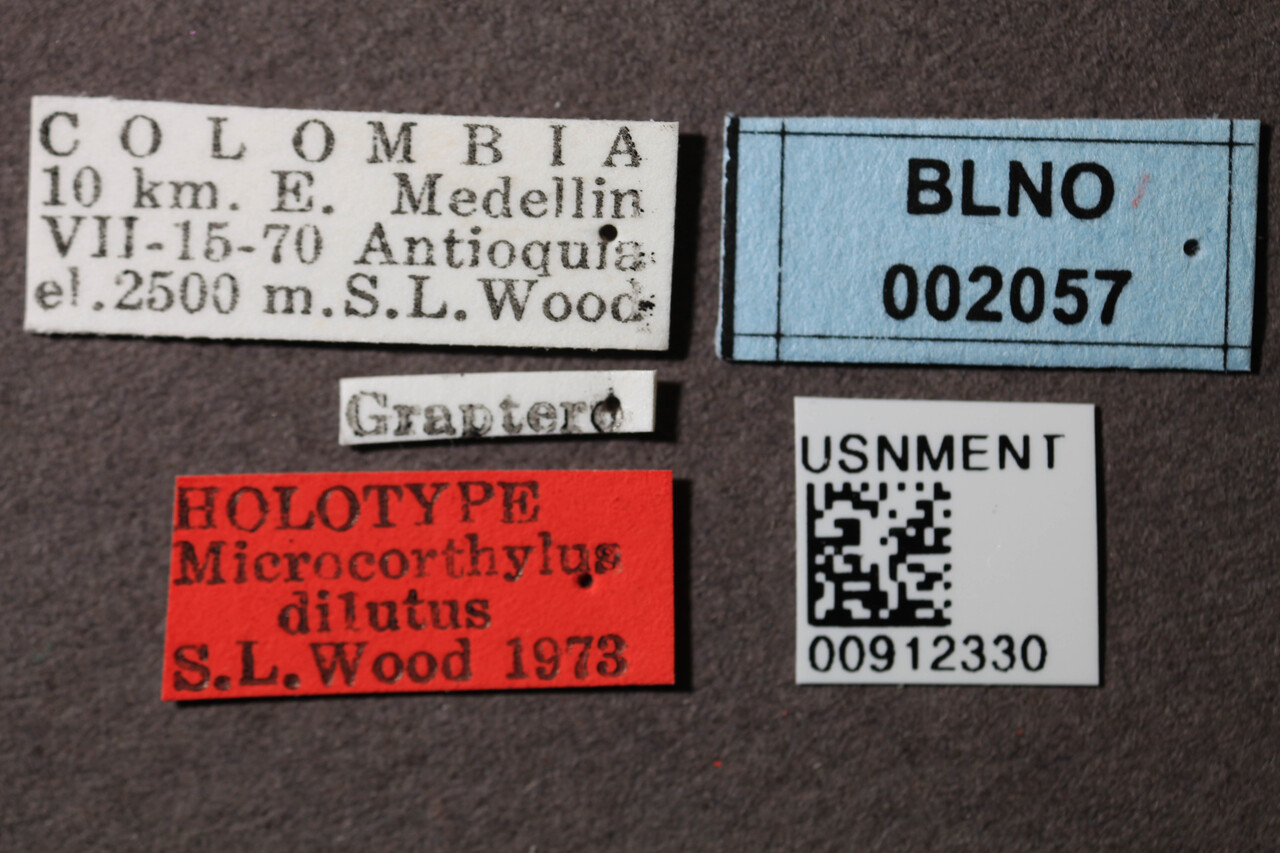 COLOMBIA
10 km. E. Medellin
VII-15-70 Antioquia
el.2500 m.S.L.Wood
Graptero
HOLOTYPE
Microcorthylus
dilutus
S.L.Wood 1973
BLNO
002057
USNMENT
00912330